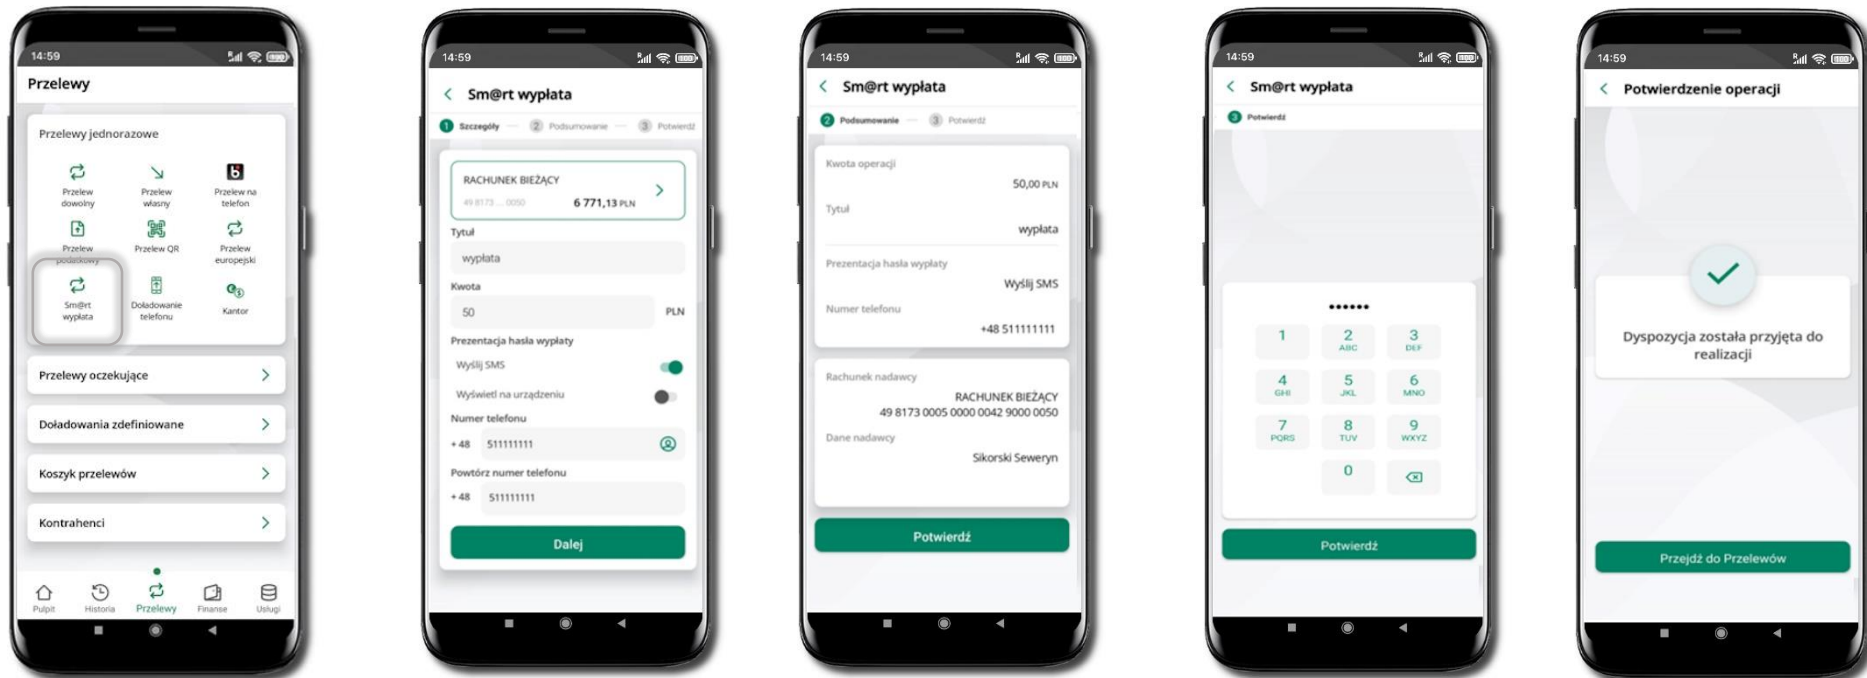 14:59
Przelewy
Przelewy jednorazowe
Przelew dowolny
Przelew własny
Przelew na telefon
Przelew podatkowy
Przelew QR
Przelew europejski
Sm@rt wypłata
Doładowanie telefonu
Kantor
Przelewy oczekujące
Doładowania zdefiniowane
Koszyk przelewów
Kontrahenci
Pulpit
Historia
Przelewy
Finanse
Usługi
14:59
Sm@rt wypłata
1 Szczegóły
2 Podsumowanie
3 Potwierdź
RACHUNEK BIEŻĄCY
49 8173 ... 0050
6 771,13 PLN
Tytuł
wypłata
Kwota
50 PLN
Prezentacja hasła wypłaty
Wyślij SMS
Wyświetl na urządzeniu
Numer telefonu
+ 48 511111111
Powtórz numer telefonu
+ 48 511111111
Dalej
14:59
Sm@rt wypłata
2 Podsumowanie
3 Potwierdź
Kwota operacji
50,00 PLN
Tytuł
wypłata
Prezentacja hasła wypłaty
Wyślij SMS
Numer telefonu
+48 511111111
Rachunek nadawcy
RACHUNEK BIEŻĄCY
49 8173 0005 0000 0042 9000 0050
Dane nadawcy
Sikorski Seweryn
Potwierdź
14:59
Sm@rt wypłata
3 Potwierdź
••••••
1
2 ABC
3 DEF
4 GHI
5 JKL
6 MNO
7 PQRS
8 TUV
9 WXYZ
0
Potwierdź
14:59
Potwierdzenie operacji
Dyspozycja została przyjęta do
realizacji
Przejdź do Przelewów